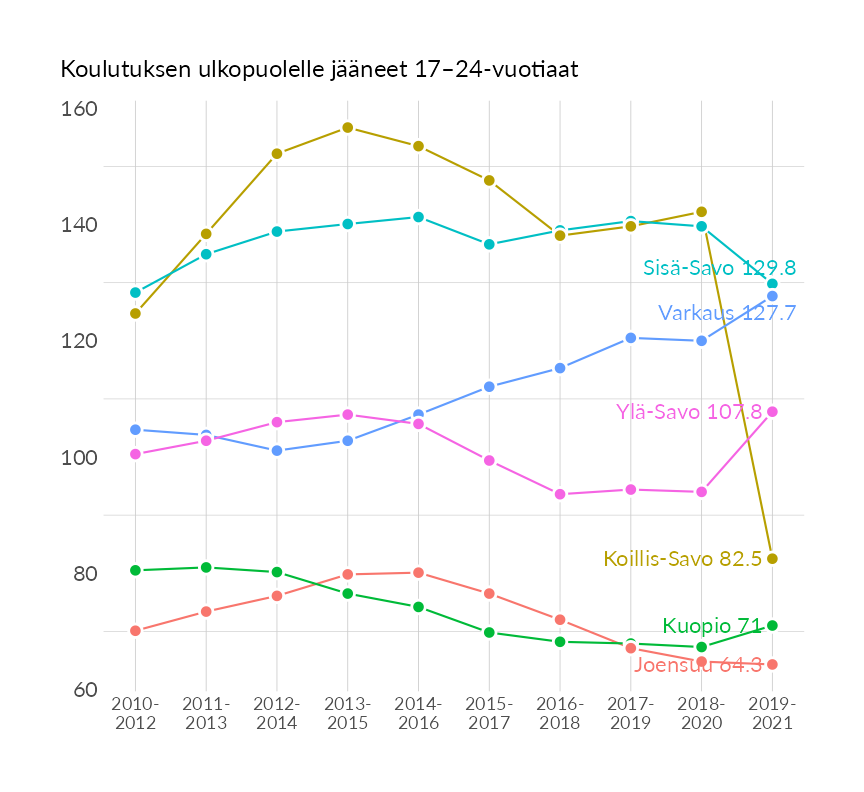 Koulutuksen ulkopuolelle jääneet 17–24-vuotiaat
160
140
120
100
80
60
Sisä-Savo 129.8
Varkaus 127.7
Ylä-Savo 107.8
Koillis-Savo 82.5
Kuopio 71
Joensuu 64.3
2010- 2011- 2012- 2013- 2014- 2015- 2016- 2017- 2018- 2019-
2012 2013 2014 2015 2016 2017 2018 2019 2020 2021